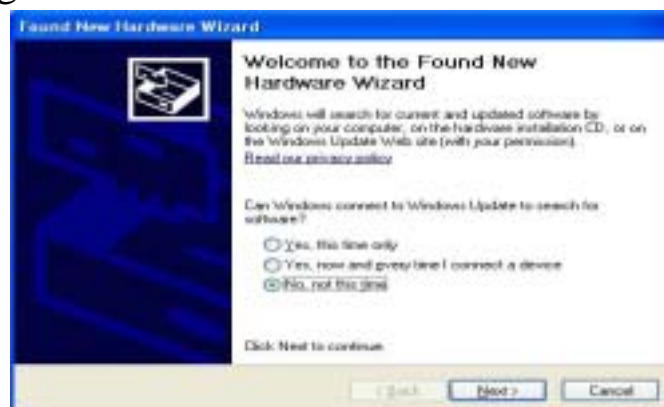 Found New Hardware Wizard
Welcome to the Found New
Hardware Wizard
Windows will search for current and updated software by
looking on your computer, on the hardware installation CD, or on
the Windows Update Web site (with your permission).
Read our privacy policy
Can Windows connect to Windows Update to search for
software?
Yes, this time only
Yes, now and every time I connect a device
No, not this time
Click Next to continue.
< Back
Next >
Cancel